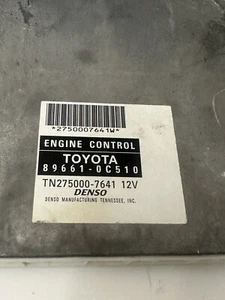 *2750007641W*
ENGINE CONTROL
TOYOTA
89661-0C510
TN275000-7641 12V
DENSO
DENSO MANUFACTURING TENNESSEE, INC.